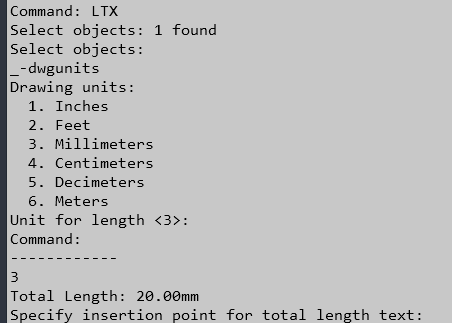 Command: LTX
Select objects: 1 found
Select objects:
_-dwgunits
Drawing units:
1. Inches
2. Feet
3. Millimeters
4. Centimeters
5. Decimeters
6. Meters
Unit for length <3>:
Command:
------------
3
Total Length: 20.00mm
Specify insertion point for total length text: